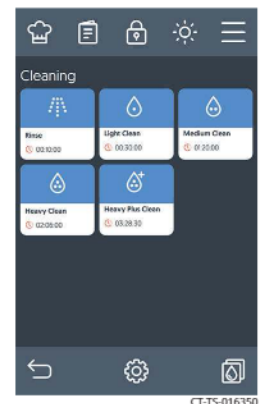 Cleaning
Rinse
00:10:00
Light Clean
00:30:00
Medium Clean
01:20:00
Heavy Clean
02:06:00
Heavy Plus Clean
03:28:30
CT-TS-016350